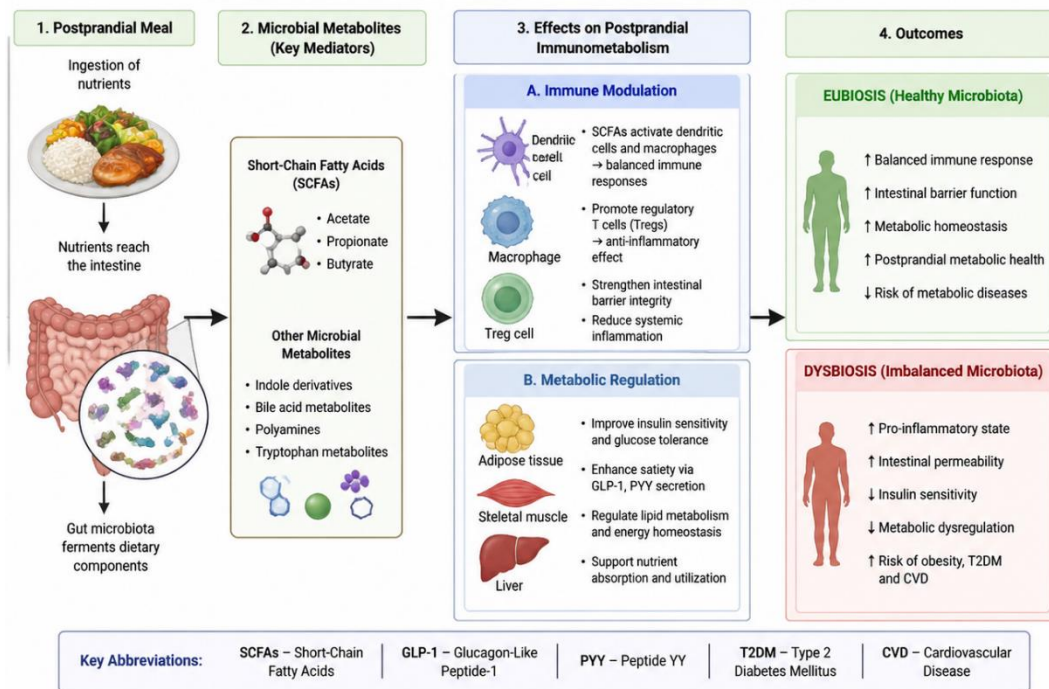 1. Postprandial Meal
Ingestion of
nutrients
Nutrients reach
the intestine
Gut microbiota
ferments dietary
components
2. Microbial Metabolites
(Key Mediators)
Short-Chain Fatty Acids
(SCFAs)
• Acetate
• Propionate
• Butyrate
Other Microbial
Metabolites
• Indole derivatives
• Bile acid metabolites
• Polyamines
• Tryptophan metabolites
3. Effects on Postprandial
Immunometabolism
A. Immune Modulation
Dendric
cell
• SCFAs activate dendritic
cells and macrophages
→ balanced immune
responses
Macrophage
• Promote regulatory
T cells (Tregs)
→ anti-inflammatory
effect
Treg cell
• Strengthen intestinal
barrier integrity
• Reduce systemic
inflammation
B. Metabolic Regulation
Adipose tissue
• Improve insulin sensitivity
and glucose tolerance
Skeletal muscle
• Enhance satiety via
GLP-1, PYY secretion
• Regulate lipid metabolism
and energy homeostasis
Liver
• Support nutrient
absorption and utilization
4. Outcomes
EUBIOSIS (Healthy Microbiota)
↑ Balanced immune response
↑ Intestinal barrier function
↑ Metabolic homeostasis
↑ Postprandial metabolic health
↓ Risk of metabolic diseases
DYSBIOSIS (Imbalanced Microbiota)
↑ Pro-inflammatory state
↑ Intestinal permeability
↓ Insulin sensitivity
↓ Metabolic dysregulation
↑ Risk of obesity, T2DM
and CVD
Key Abbreviations:
SCFAs – Short-Chain
Fatty Acids
GLP-1 – Glucagon-Like
Peptide-1
PYY – Peptide YY
T2DM – Type 2
Diabetes Mellitus
CVD – Cardiovascular
Disease